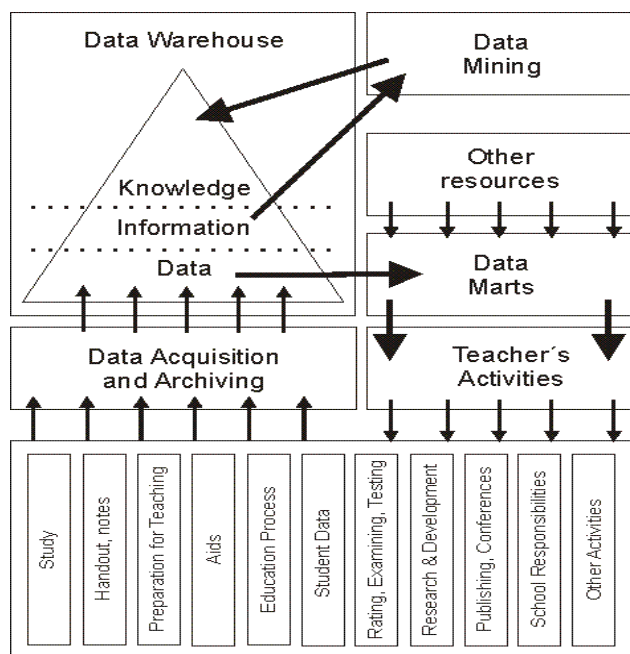 Data Warehouse
Knowledge
Information
Data
Data
Mining
Other
resources
Data
Marts
Data Acquisition
and Archiving
Teacher´s
Activities
Study
Handout, notes
Preparation for Teaching
Aids
Education Process
Student Data
Rating, Examining, Testing
Research & Development
Publishing, Conferences
School Responsibilities
Other Activities